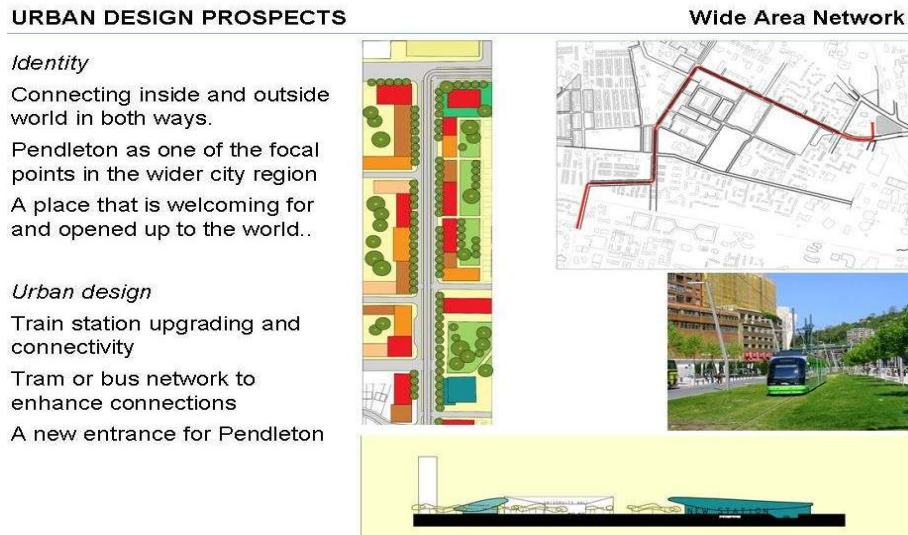 URBAN DESIGN PROSPECTS
Wide Area Network
Identity
Connecting inside and outside
world in both ways.
Pendleton as one of the focal
points in the wider city region
A place that is welcoming for
and opened up to the world..
Urban design
Train station upgrading and
connectivity
Tram or bus network to
enhance connections
A new entrance for Pendleton
NEW STATION